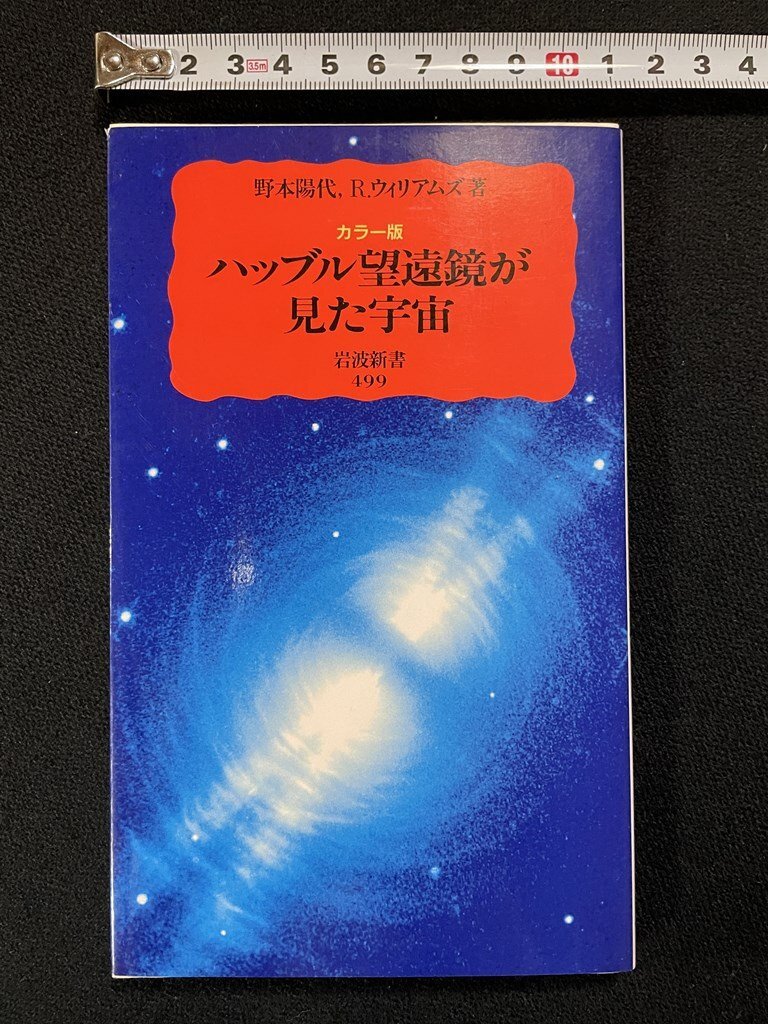 2 3 3.5m 4 5 6 7 8 9 10 1 2 3 4
野本陽代, R.ウィリアムズ 著
カラー版
ハッブル望遠鏡が
見た宇宙
岩波新書
499